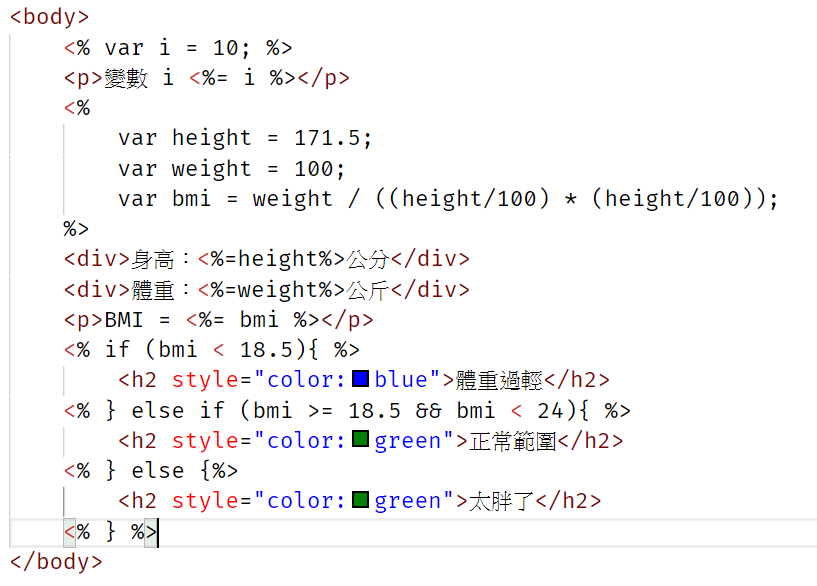 <body>
    <% var i = 10; %>
    <p>變數 i <%= i %></p>
    <%
        var height = 171.5;
        var weight = 100;
        var bmi = weight / ((height/100) * (height/100));
    %>
    <div>身高：<%=height%>公分</div>
    <div>體重：<%=weight%>公斤</div>
    <p>BMI = <%= bmi %></p>
    <% if (bmi < 18.5){ %>
        <h2 style="color:blue">體重過輕</h2>
    <% } else if (bmi >= 18.5 && bmi < 24){ %>
        <h2 style="color:green">正常範圍</h2>
    <% } else {%>
        <h2 style="color:green">太胖了</h2>
    <% } %>
</body>